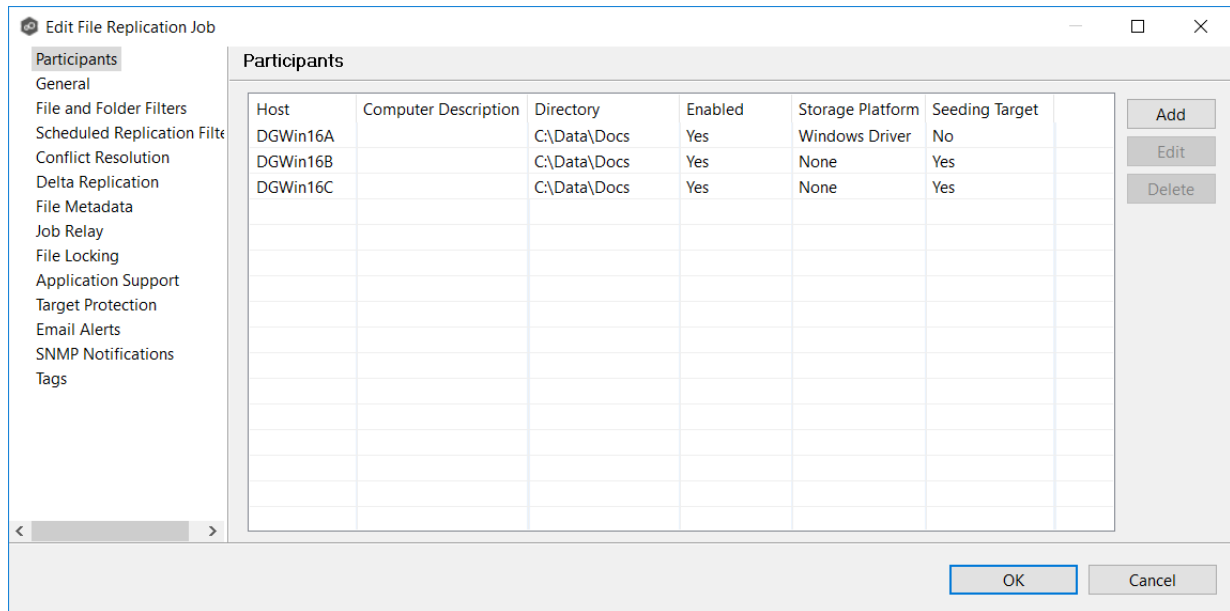 Edit File Replication Job
Participants
General
File and Folder Filters
Scheduled Replication Filte
Conflict Resolution
Delta Replication
File Metadata
Job Relay
File Locking
Application Support
Target Protection
Email Alerts
SNMP Notifications
Tags
Participants
Host Computer Description Directory Enabled Storage Platform Seeding Target
DGWin16A C:\Data\Docs Yes Windows Driver No
DGWin16B C:\Data\Docs Yes None Yes
DGWin16C C:\Data\Docs Yes None Yes
Add
Edit
Delete
OK Cancel